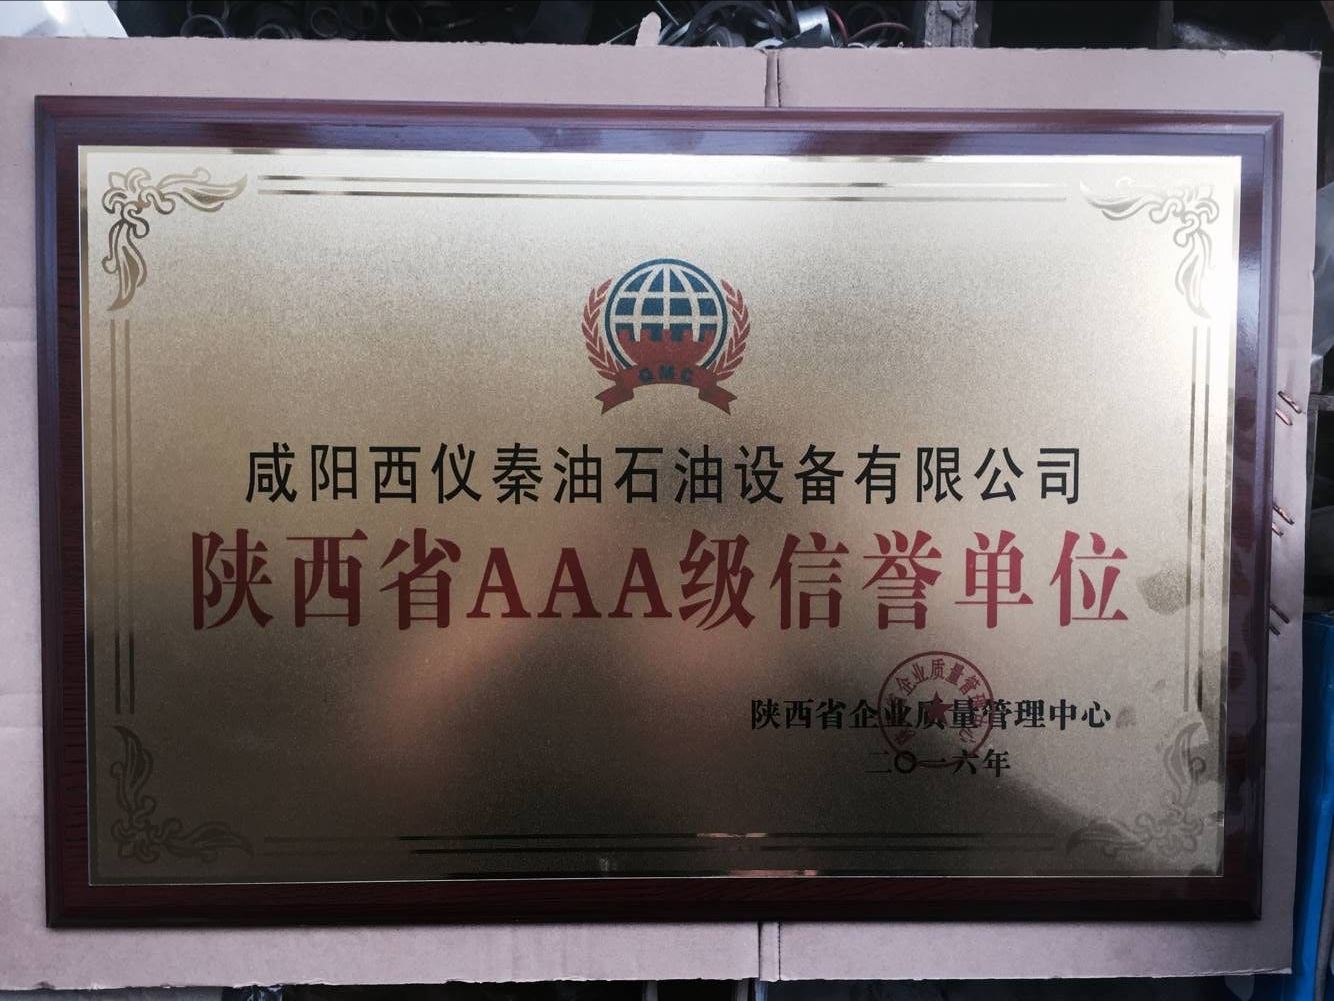 QMC
咸阳西仪秦油石油设备有限公司
陕西省AAA级信誉单位
陕西省企业质量管理中心
二〇一六年